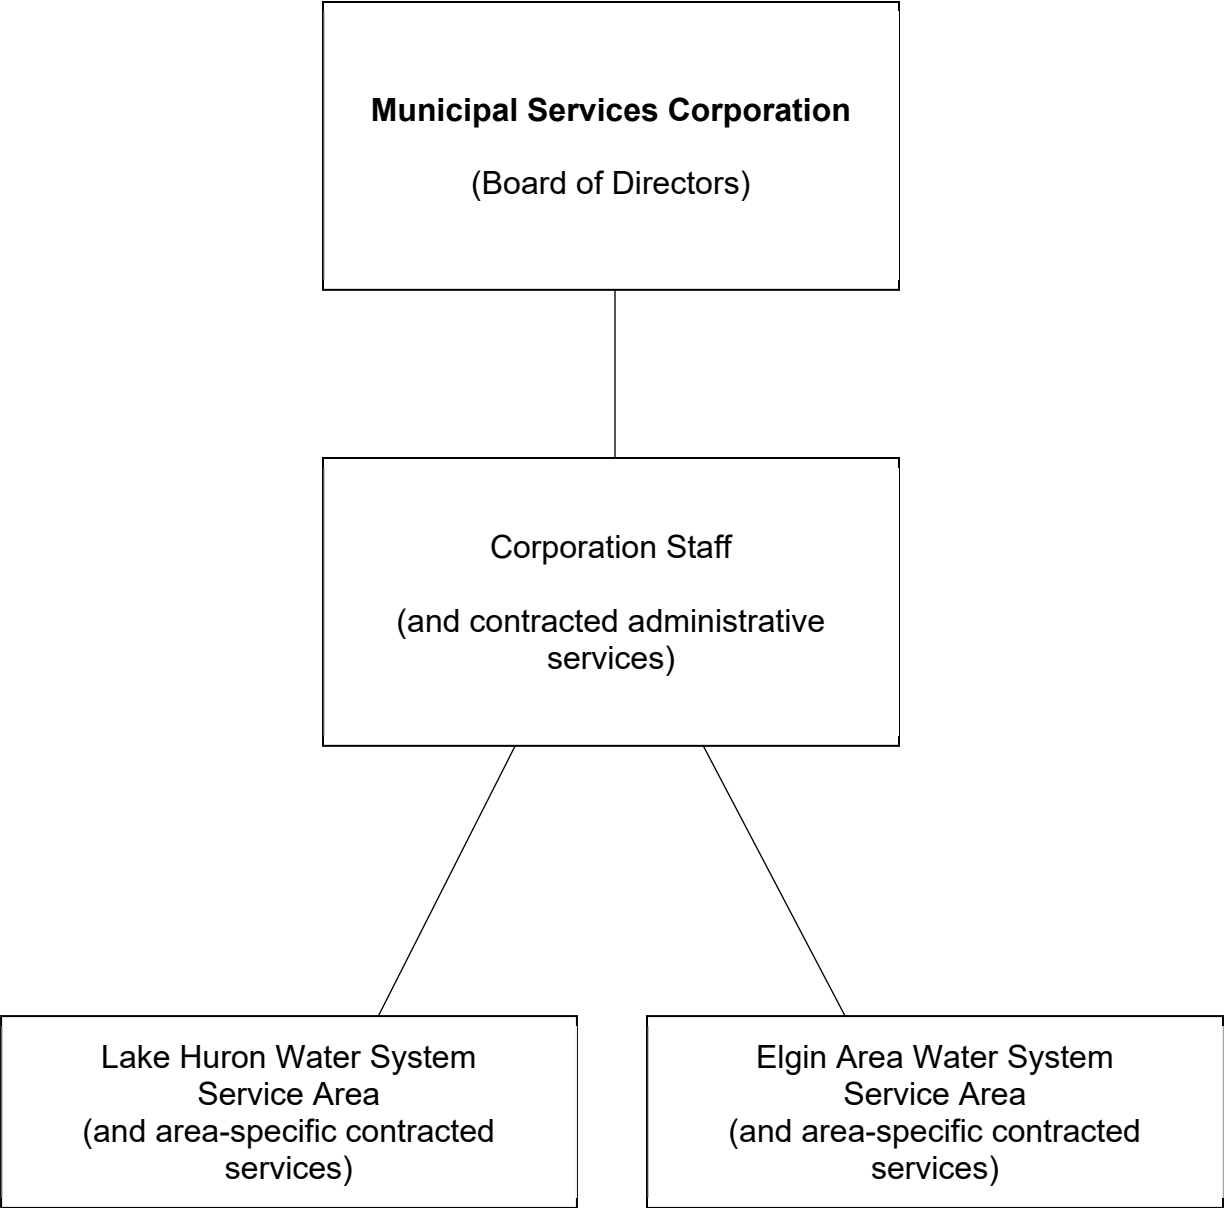 Municipal Services Corporation
(Board of Directors)
Corporation Staff
(and contracted administrative
services)
Lake Huron Water System
Service Area
(and area-specific contracted
services)
Elgin Area Water System
Service Area
(and area-specific contracted
services)